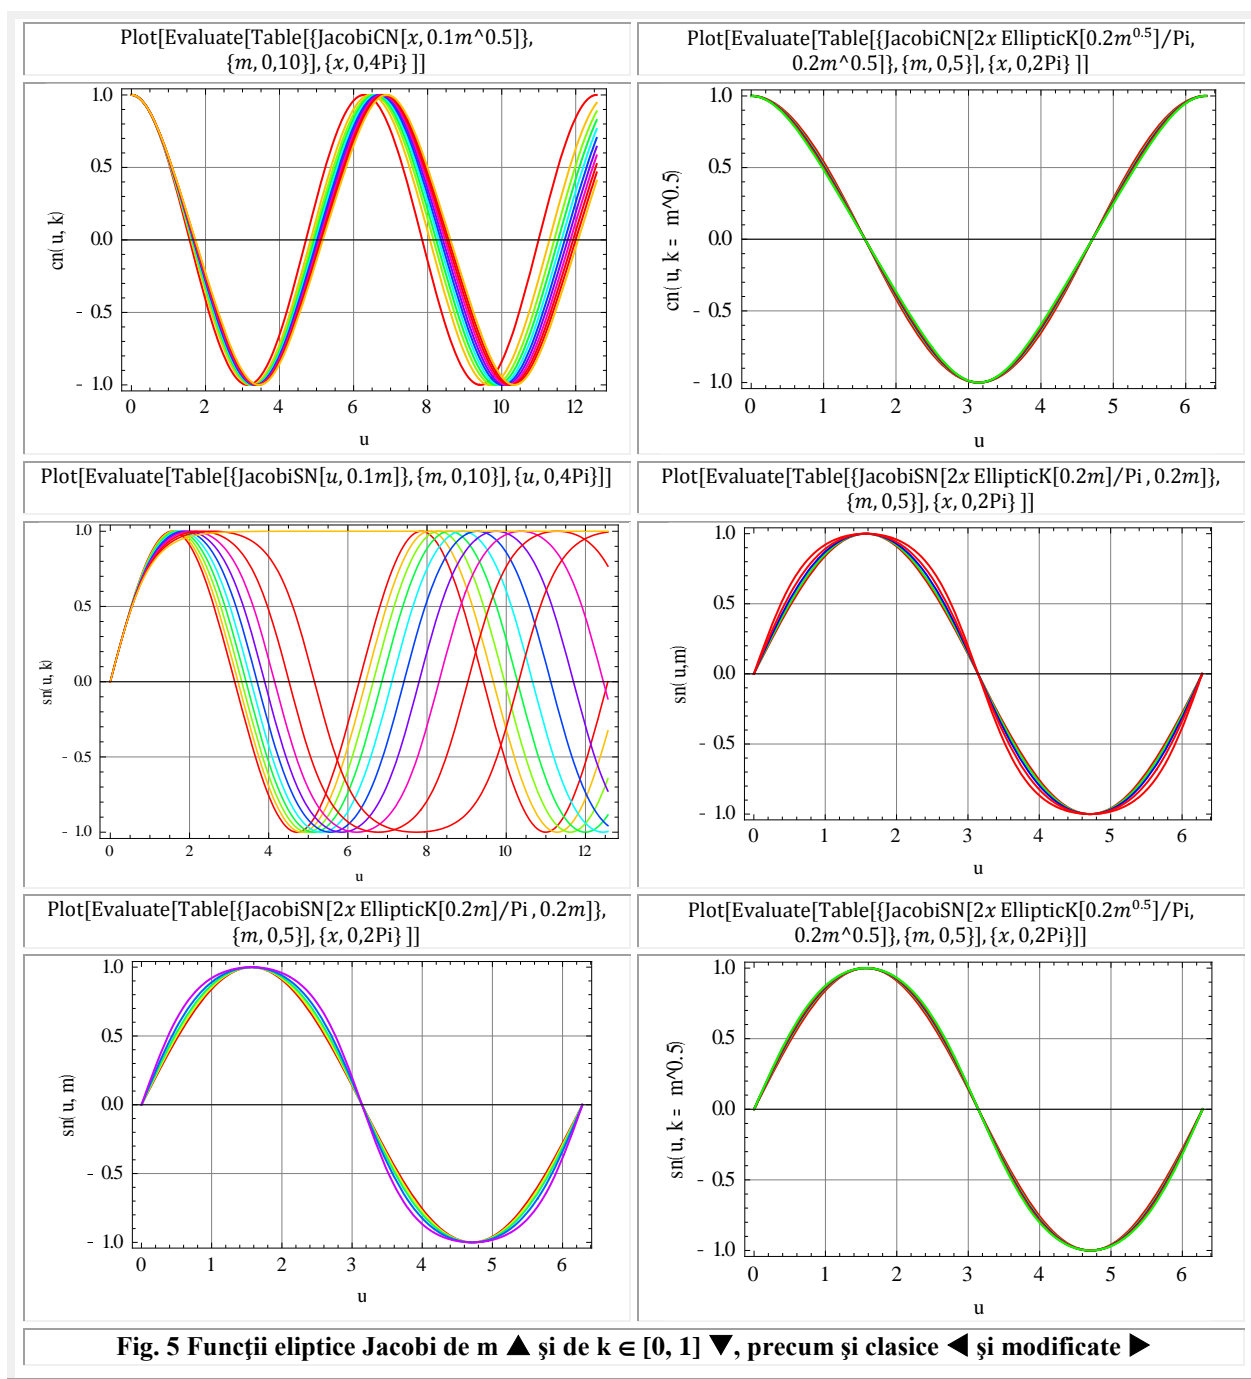 Plot[Evaluate[Table[{JacobiCN[x, 0.1m^0.5]},
{m, 0,10}], {x, 0,4Pi} ]]
Plot[Evaluate[Table[{JacobiCN[2x EllipticK[0.2m^0.5]/Pi,
0.2m^0.5]}, {m, 0,5}], {x, 0,2Pi} ]]
1.0
0.5
0.0
- 0.5
- 1.0
cn( u, k)
0 2 4 6 8 10 12
u
1.0
0.5
0.0
- 0.5
- 1.0
cn( u, k = m^0.5)
0 1 2 3 4 5 6
u
Plot[Evaluate[Table[{JacobiSN[u, 0.1m]}, {m, 0,10}], {u, 0,4Pi}]]
Plot[Evaluate[Table[{JacobiSN[2x EllipticK[0.2m]/Pi , 0.2m]},
{m, 0,5}], {x, 0,2Pi} ]]
1.0
0.5
0.0
- 0.5
- 1.0
sn( u, k)
0 2 4 6 8 10 12
u
1.0
0.5
0.0
- 0.5
- 1.0
sn( u,m)
0 1 2 3 4 5 6
u
Plot[Evaluate[Table[{JacobiSN[2x EllipticK[0.2m]/Pi , 0.2m]},
{m, 0,5}], {x, 0,2Pi} ]]
Plot[Evaluate[Table[{JacobiSN[2x EllipticK[0.2m^0.5]/Pi,
0.2m^0.5]}, {m, 0,5}], {x, 0,2Pi}]]
1.0
0.5
0.0
- 0.5
- 1.0
sn( u, m)
0 1 2 3 4 5 6
u
1.0
0.5
0.0
- 0.5
- 1.0
sn( u, k = m^0.5)
0 1 2 3 4 5 6
u
Fig. 5 Funcţii eliptice Jacobi de m ▲ şi de k ∈ [0, 1] ▼, precum şi clasice ◄ şi modificate ►